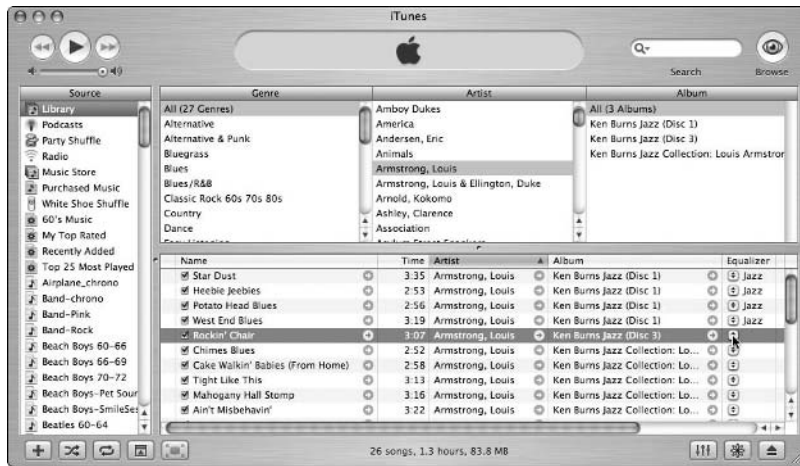 iTunes
Search
Browse
Source
Library
Podcasts
Party Shuffle
Radio
Music Store
Purchased Music
White Shoe Shuffle
60's Music
My Top Rated
Recently Added
Top 25 Most Played
Airplane_chrono
Band-chrono
Band-Pink
Band-Rock
Beach Boys 60-66
Beach Boys 66-69
Beach Boys 70-72
Beach Boys-Pet Soun
Beach Boys-SmileSes
Beatles 60-64
Genre
All (27 Genres)
Alternative
Alternative & Punk
Bluegrass
Blues
Blues/R&B
Classic Rock 60s 70s 80s
Country
Dance
Artist
Amboy Dukes
America
Andersen, Eric
Animals
Armstrong, Louis
Armstrong, Louis & Ellington, Duke
Arnold, Kokomo
Ashley, Clarence
Association
Album
All (3 Albums)
Ken Burns Jazz (Disc 1)
Ken Burns Jazz (Disc 3)
Ken Burns Jazz Collection: Louis Armstror
Name Time Artist Album Equalizer
Star Dust 3:35 Armstrong, Louis Ken Burns Jazz (Disc 1) Jazz
Heebie Jeebies 2:53 Armstrong, Louis Ken Burns Jazz (Disc 1) Jazz
Potato Head Blues 2:56 Armstrong, Louis Ken Burns Jazz (Disc 1) Jazz
West End Blues 3:19 Armstrong, Louis Ken Burns Jazz (Disc 1) Jazz
Rockin' Chair 3:07 Armstrong, Louis Ken Burns Jazz (Disc 3)
Chimes Blues 2:52 Armstrong, Louis Ken Burns Jazz Collection: Lo...
Cake Walkin' Babies (From Home) 2:58 Armstrong, Louis Ken Burns Jazz Collection: Lo...
Tight Like This 3:13 Armstrong, Louis Ken Burns Jazz Collection: Lo...
Mahogany Hall Stomp 3:16 Armstrong, Louis Ken Burns Jazz Collection: Lo...
Ain't Misbehavin' 3:22 Armstrong, Louis Ken Burns Jazz Collection: Lo...
26 songs, 1.3 hours, 83.8 MB